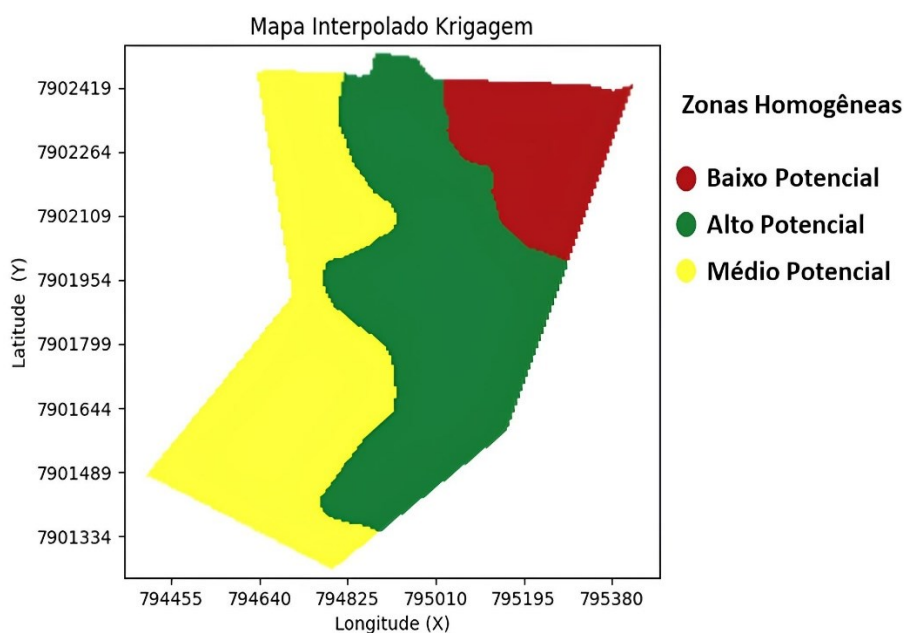 Mapa Interpolado Krigagem
Latitude (Y)
7902419
7902264
7902109
7901954
7901799
7901644
7901489
7901334
794455 794640 794825 795010 795195 795380
Longitude (X)
Zonas Homogêneas
Baixo Potencial
Alto Potencial
Médio Potencial